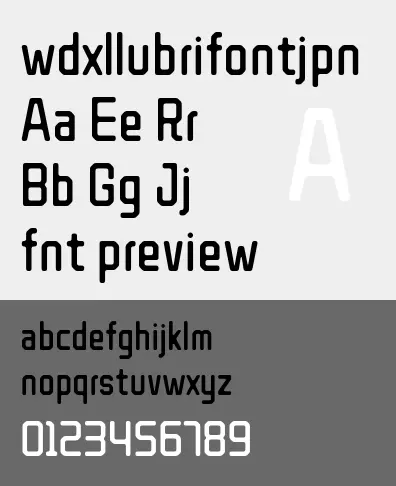 wdxllubrifontjpn
Aa Ee Rr
A
Bb Gg Jj
fnt preview
abcdefghijklm
nopqrstuvwxyz
0123456789